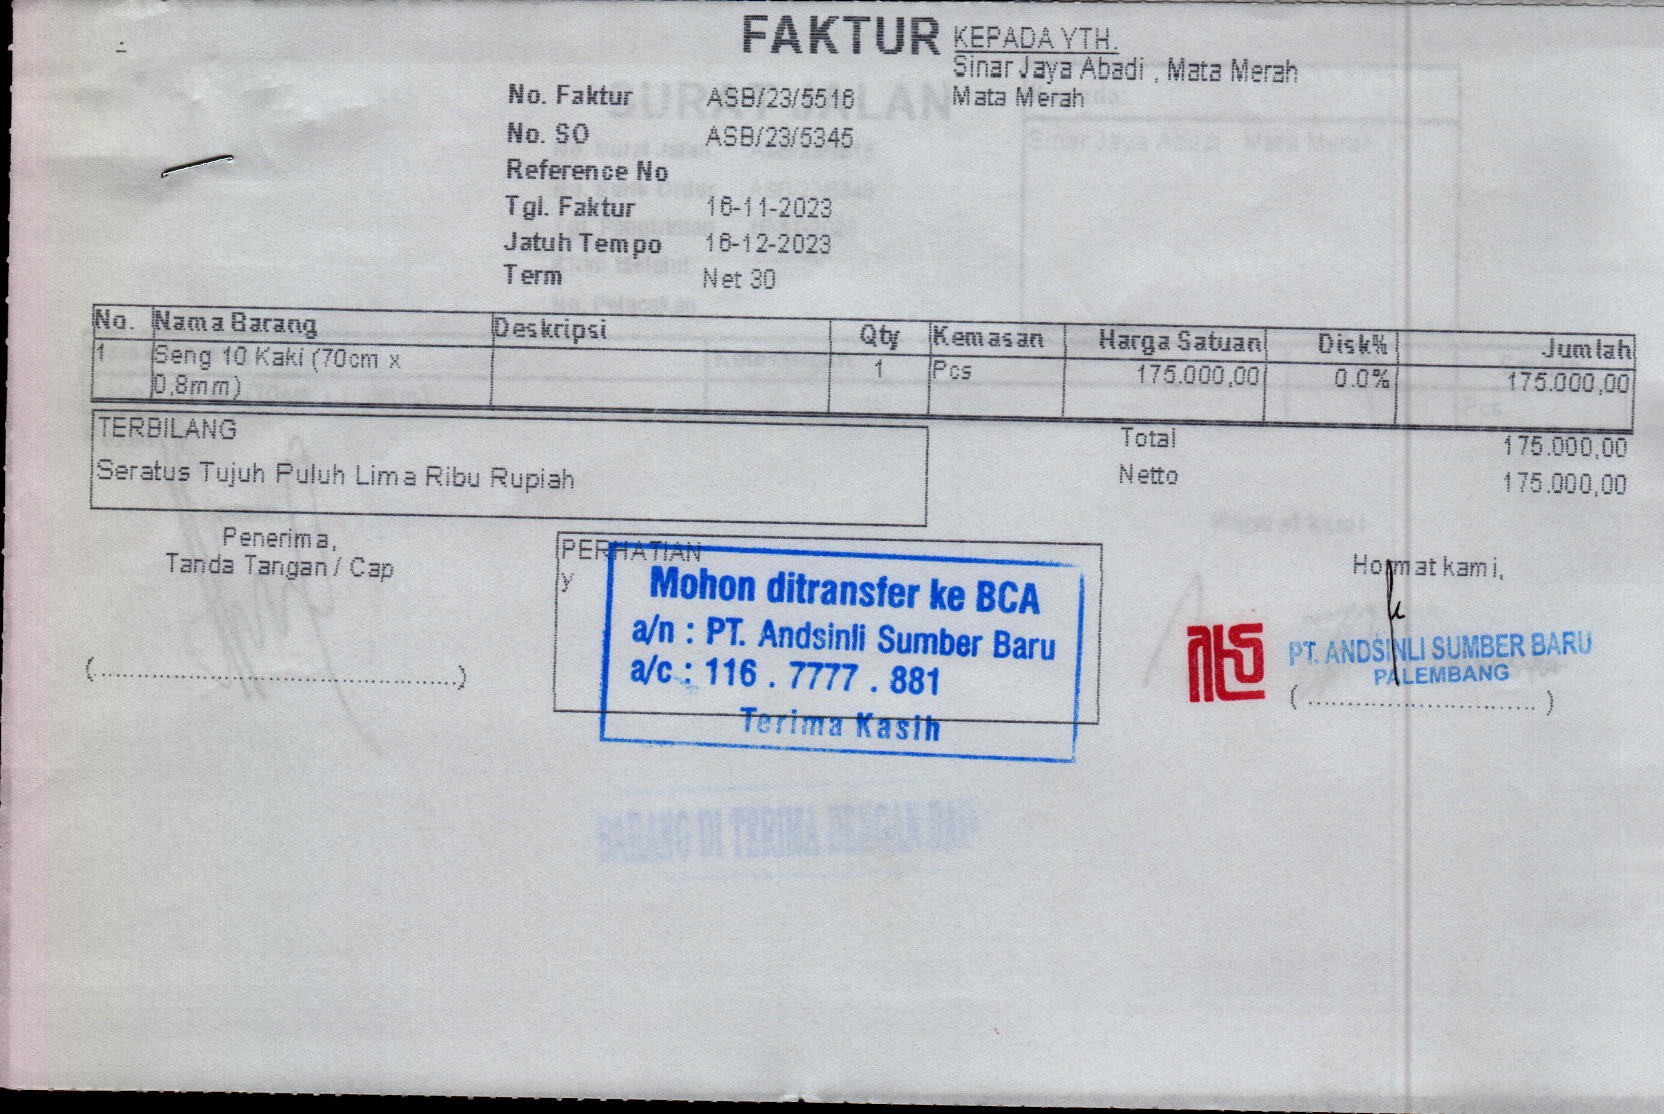 FAKTUR
KEPADA YTH.
Sinar Jaya Abadi , Mata Merah
Mata Merah
No. Faktur ASB/23/5516
No. SO ASB/23/5345
Reference No
Tgl. Faktur 16-11-2023
Jatuh Tempo 16-12-2023
Term Net 30
No. Nama Barang Deskripsi Qty Kemasan Harga Satuan Disk% Jumlah
1 Seng 10 Kaki (70cm x 1 Pcs 175.000,00 0.0% 175.000,00
0,8mm)
TERBILANG
Seratus Tujuh Puluh Lima Ribu Rupiah
Total 175.000,00
Netto 175.000,00
Penerima,
Tanda Tangan / Cap
(............................................)
PERHATIAN
y
Mohon ditransfer ke BCA
a/n : PT. Andsinli Sumber Baru
a/c : 116 . 7777 . 881
Terima Kasih
Hormat kami,
PT. ANDSINLI SUMBER BARU
PALEMBANG
( ............................ )